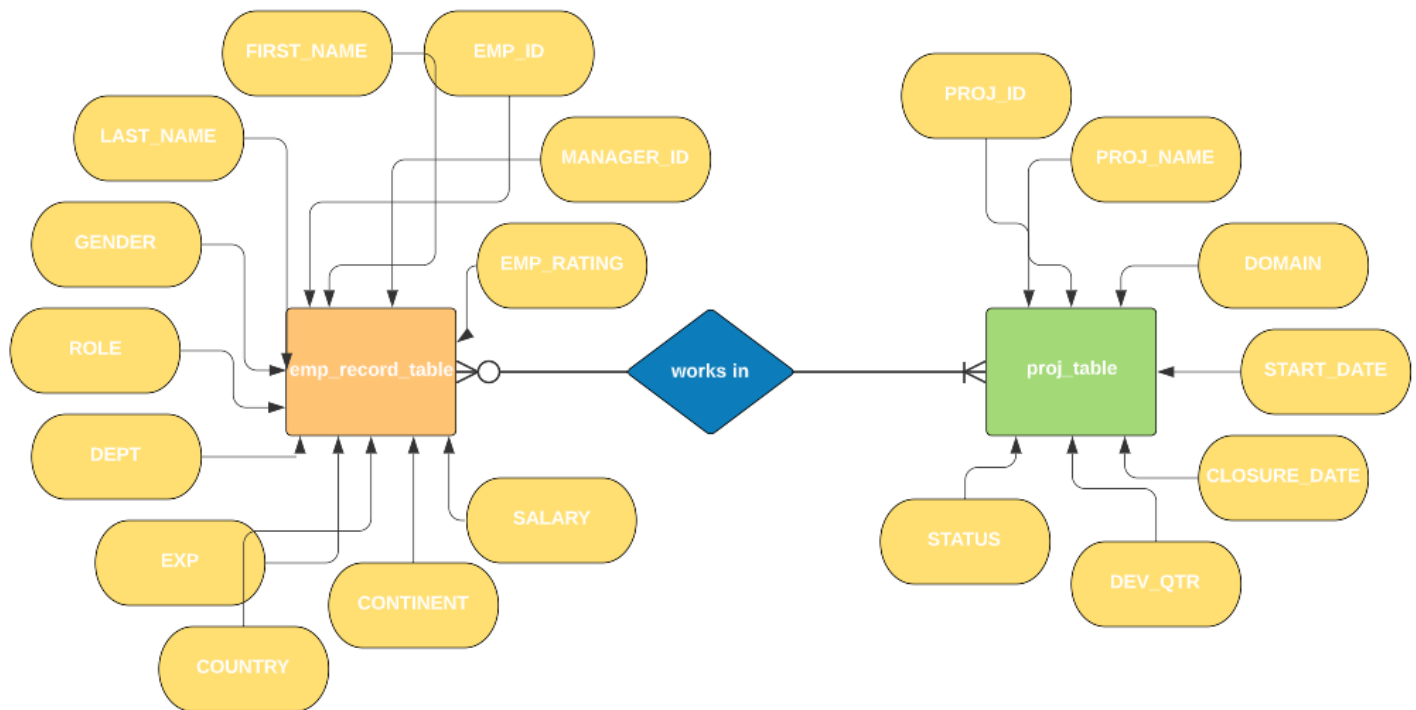 FIRST_NAME
EMP_ID
LAST_NAME
MANAGER_ID
GENDER
EMP_RATING
ROLE
emp_record_table
DEPT
SALARY
EXP
CONTINENT
COUNTRY
works in
PROJ_ID
PROJ_NAME
DOMAIN
proj_table
START_DATE
CLOSURE_DATE
STATUS
DEV_QTR